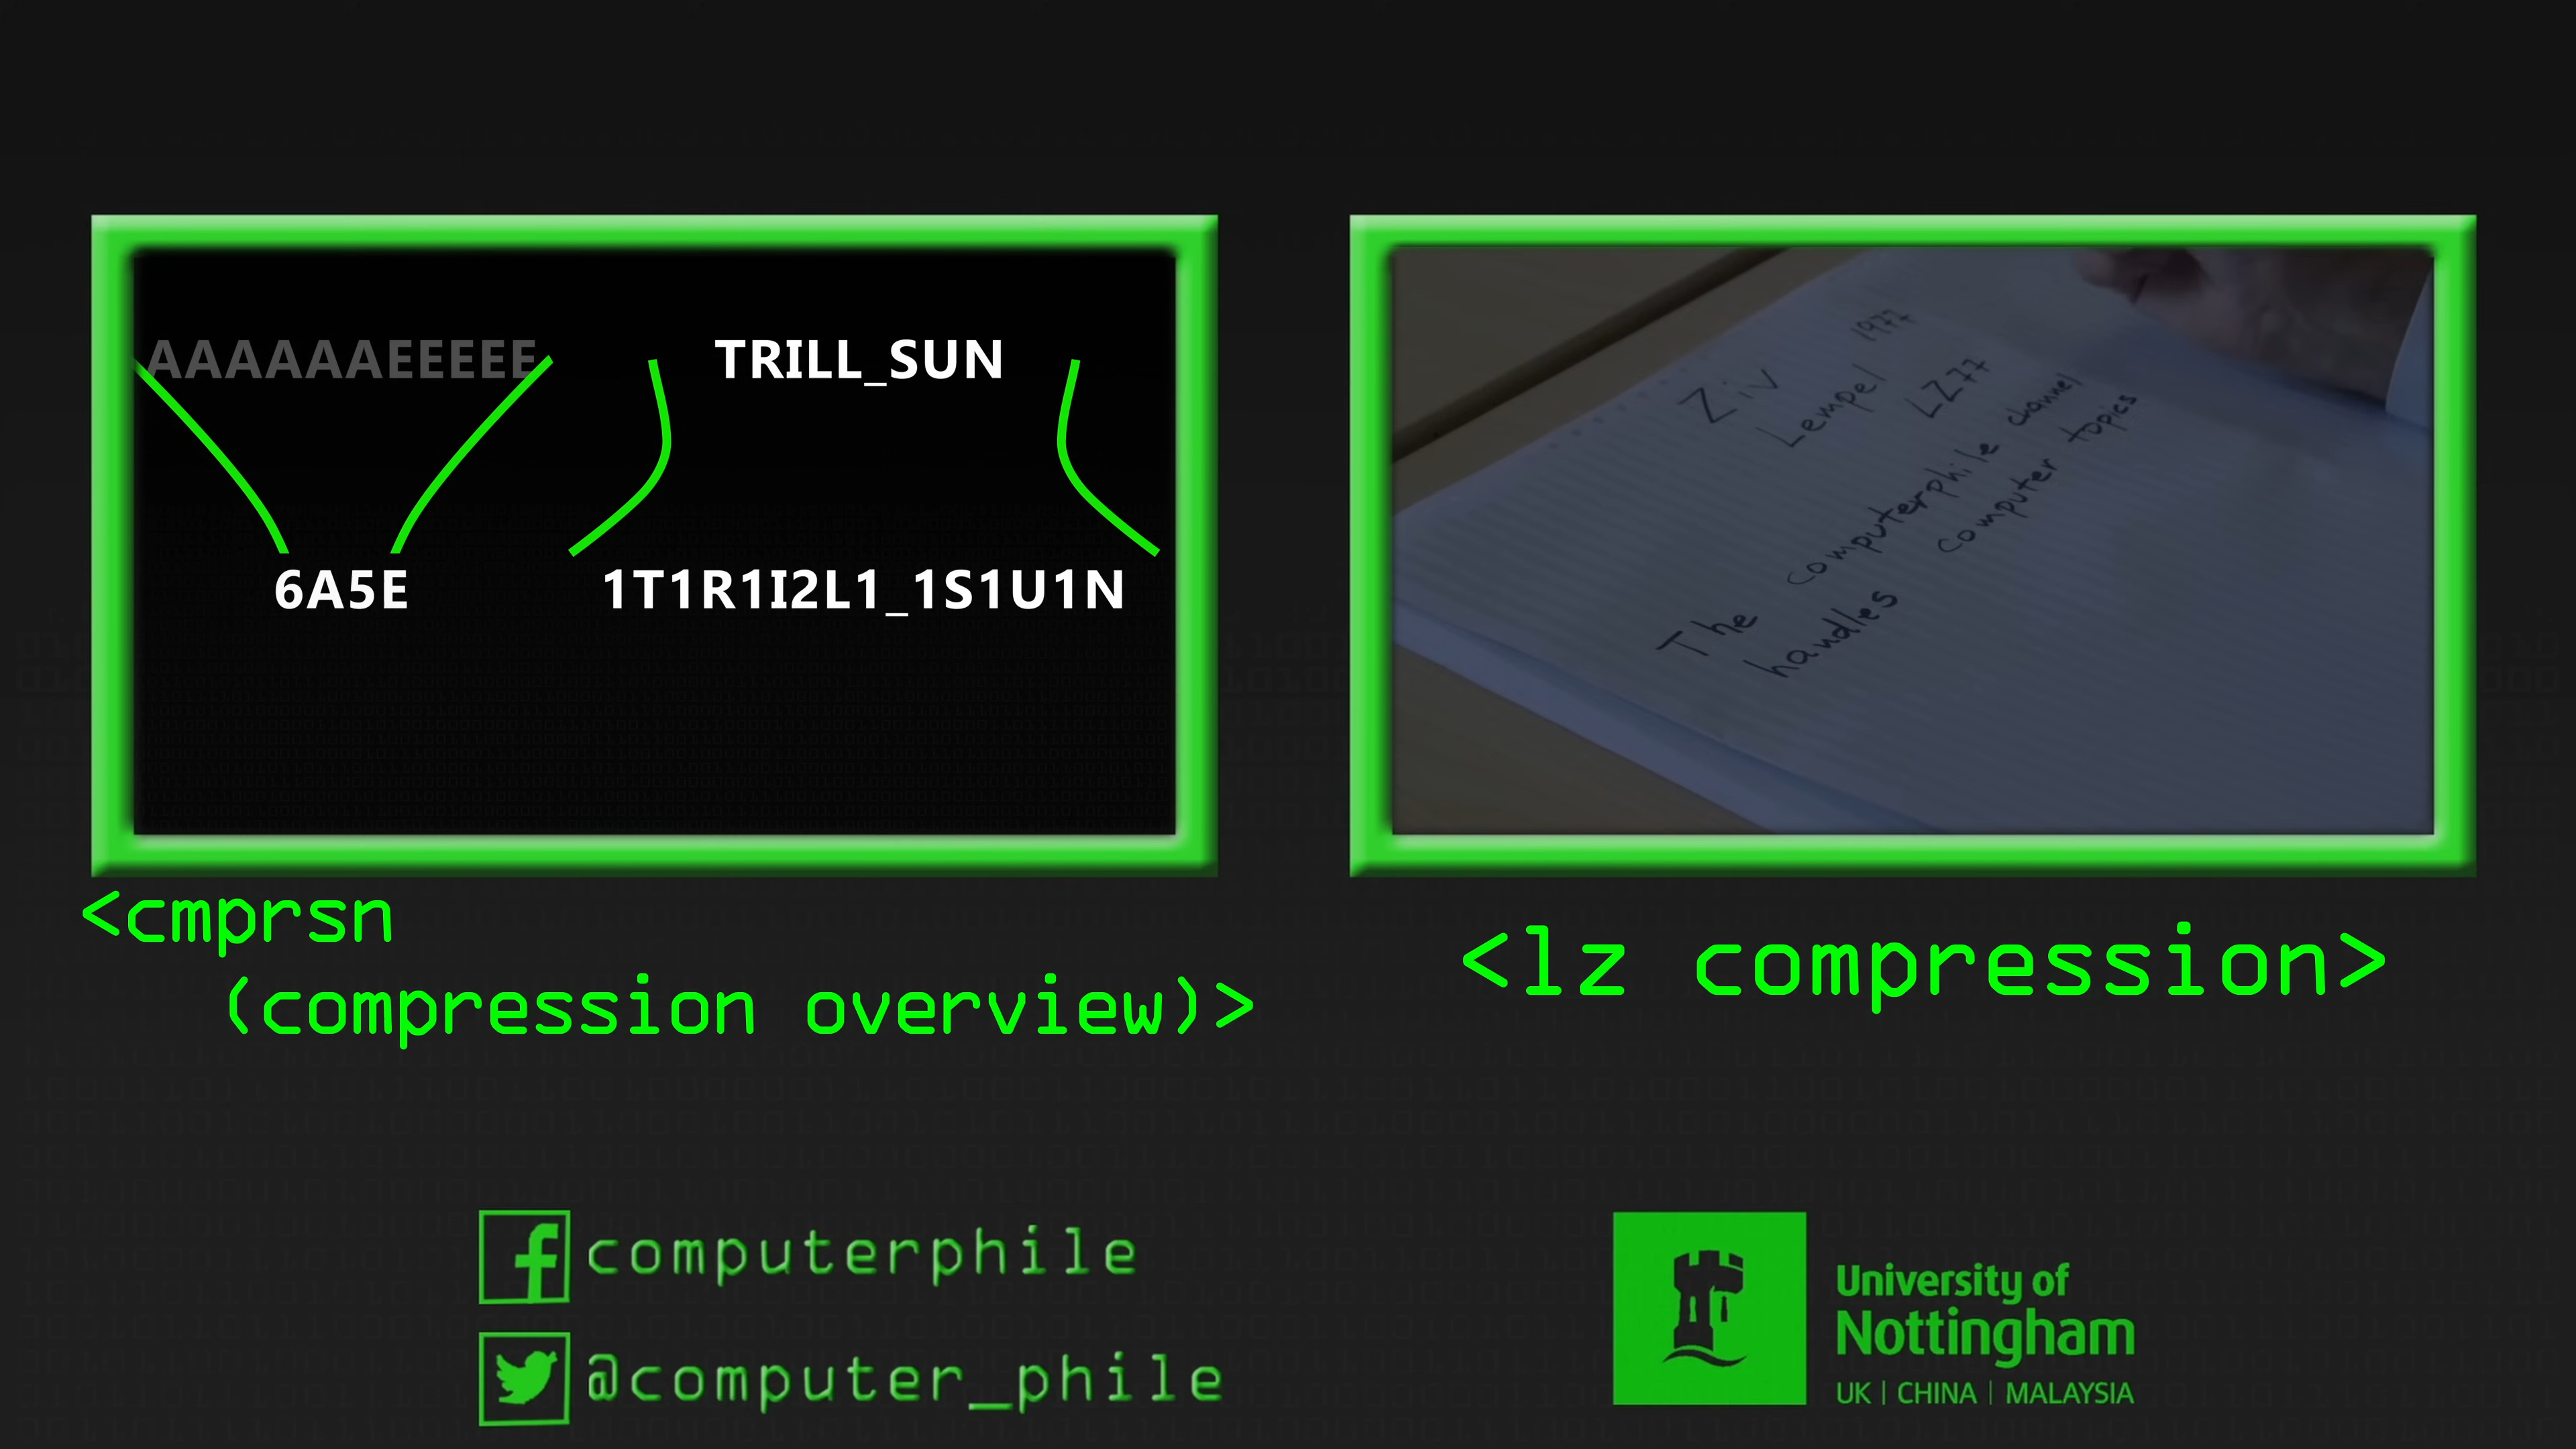 AAAAAAEEEEE
TRILL_SUN
6A5E
1T1R1I2L1_1S1U1N
<cmprsn
(compression overview)>
Ziv 1977
Lempel LZ77
The computerphile channel
handles computer topics
<lz compression>
computerphile
@computer_phile
University of
Nottingham
UK | CHINA | MALAYSIA